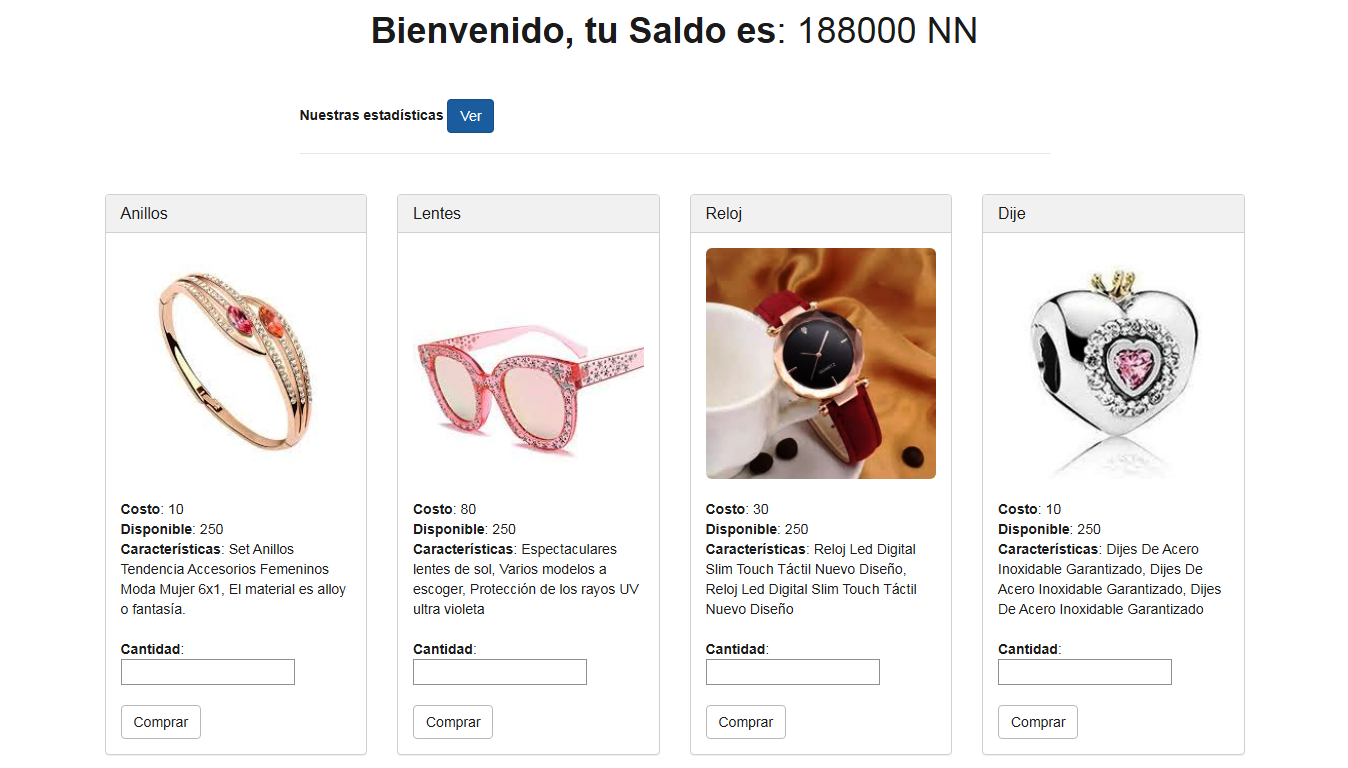 Bienvenido, tu Saldo es: 188000 NN
Nuestras estadísticas Ver
Anillos
Costo: 10
Disponible: 250
Características: Set Anillos
Tendencia Accesorios Femeninos
Moda Mujer 6x1, El material es alloy
o fantasía.
Cantidad:
Comprar
Lentes
Costo: 80
Disponible: 250
Características: Espectaculares
lentes de sol, Varios modelos a
escoger, Protección de los rayos UV
ultra violeta
Cantidad:
Comprar
Reloj
QUARTZ
Costo: 30
Disponible: 250
Características: Reloj Led Digital
Slim Touch Táctil Nuevo Diseño,
Reloj Led Digital Slim Touch Táctil
Nuevo Diseño
Cantidad:
Comprar
Dije
Costo: 10
Disponible: 250
Características: Dijes De Acero
Inoxidable Garantizado, Dijes De
Acero Inoxidable Garantizado, Dijes
De Acero Inoxidable Garantizado
Cantidad:
Comprar